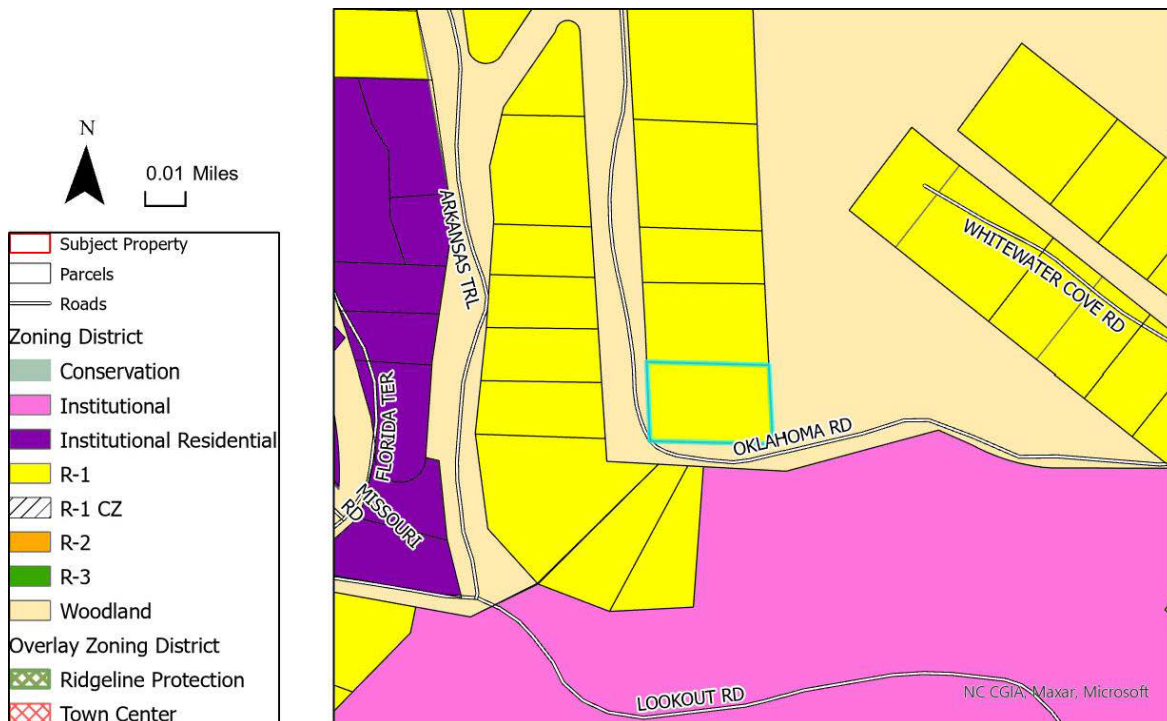 N
0.01 Miles
Subject Property
Parcels
Roads
Zoning District
Conservation
Institutional
Institutional Residential
R-1
R-1 CZ
R-2
R-3
Woodland
Overlay Zoning District
Ridgeline Protection
Town Center
ARKANSAS TRL
FLORIDA TER
MISSOURI
RD
OKLAHOMA RD
WHITEWATER COVE RD
LOOKOUT RD
NC CGIA, Maxar, Microsoft